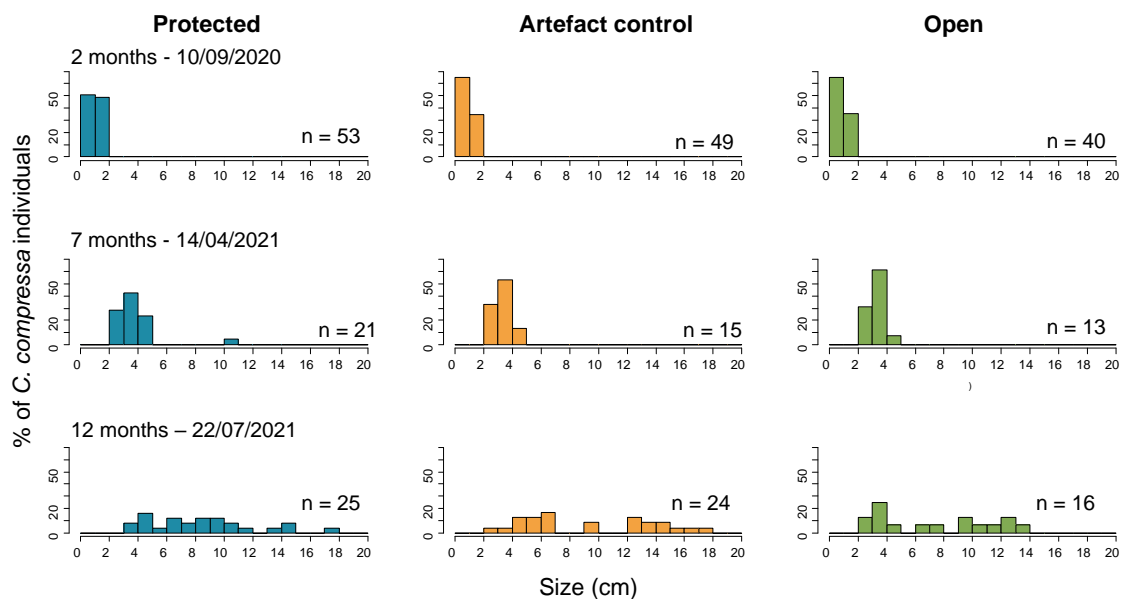 Protected Artefact control Open
2 months - 10/09/2020
% of C. compressa individuals
0 20 50
n = 53
0 2 4 6 8 10 12 14 16 18 20
0 20 50
n = 49
0 2 4 6 8 10 12 14 16 18 20
0 20 50
n = 40
0 2 4 6 8 10 12 14 16 18 20
7 months - 14/04/2021
0 20 50
n = 21
0 2 4 6 8 10 12 14 16 18 20
0 20 50
n = 15
0 2 4 6 8 10 12 14 16 18 20
0 20 50
n = 13
0 2 4 6 8 10 12 14 16 18 20
)
12 months – 22/07/2021
0 20 50
n = 25
0 2 4 6 8 10 12 14 16 18 20
0 20 50
n = 24
0 2 4 6 8 10 12 14 16 18 20
0 20 50
n = 16
0 2 4 6 8 10 12 14 16 18 20
Size (cm)